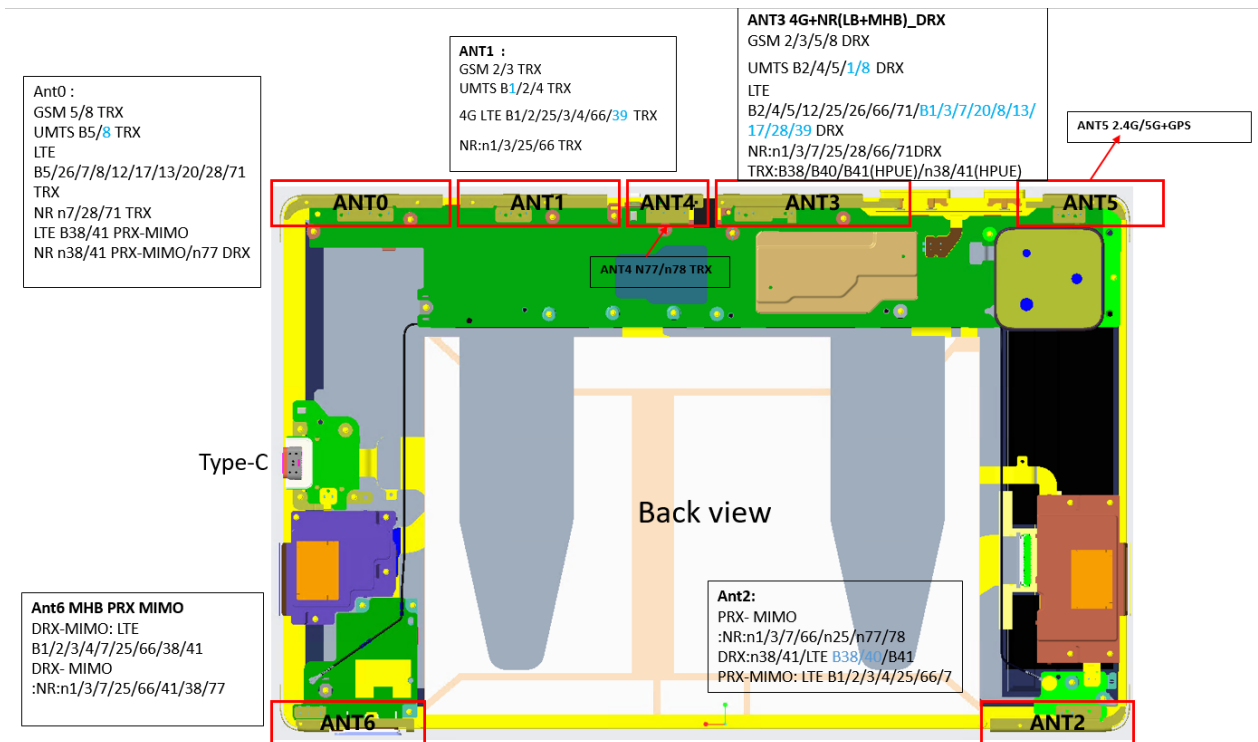 ANT3 4G+NR(LB+MHB)_DRX
GSM 2/3/5/8 DRX
UMTS B2/4/5/1/8 DRX
LTE
B2/4/5/12/25/26/66/71/B1/3/7/20/8/13/
17/28/39 DRX
NR:n1/3/7/25/28/66/71DRX
TRX:B38/B40/B41(HPUE)/n38/41(HPUE)
ANT1 :
GSM 2/3 TRX
UMTS B1/2/4 TRX
4G LTE B1/2/25/3/4/66/39 TRX
NR:n1/3/25/66 TRX
Ant0 :
GSM 5/8 TRX
UMTS B5/8 TRX
LTE
B5/26/7/8/12/17/13/20/28/71
TRX
NR n7/28/71 TRX
LTE B38/41 PRX-MIMO
NR n38/41 PRX-MIMO/n77 DRX
ANT5 2.4G/5G+GPS
ANT0
ANT1
ANT4
ANT3
ANT5
ANT4 N77/n78 TRX
Type-C
Back view
Ant6 MHB PRX MIMO
DRX-MIMO: LTE
B1/2/3/4/7/25/66/38/41
DRX- MIMO
:NR:n1/3/7/25/66/41/38/77
Ant2:
PRX- MIMO
:NR:n1/3/7/66/n25/n77/78
DRX:n38/41/LTE B38/40/B41
PRX-MIMO: LTE B1/2/3/4/25/66/7
ANT6
ANT2